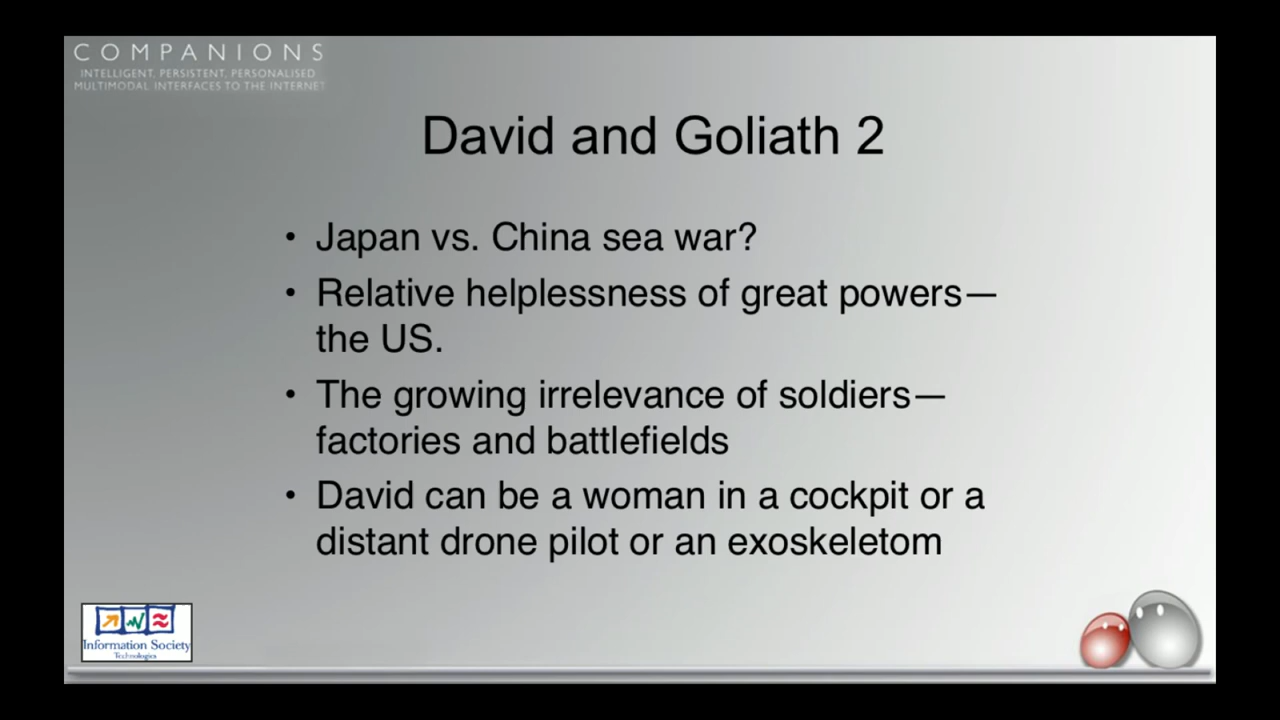 COMPANIONS
INTELLIGENT, PERSISTENT, PERSONALISED
MULTIMODAL INTERFACES TO THE INTERNET
David and Goliath 2
• Japan vs. China sea war?
• Relative helplessness of great powers—
the US.
• The growing irrelevance of soldiers—
factories and battlefields
• David can be a woman in a cockpit or a
distant drone pilot or an exoskeletom
Information Society
Technologies